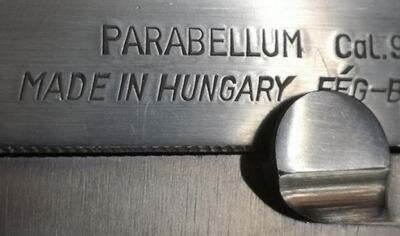 PARABELLUM Cal.9
MADE IN HUNGARY FÉG-B